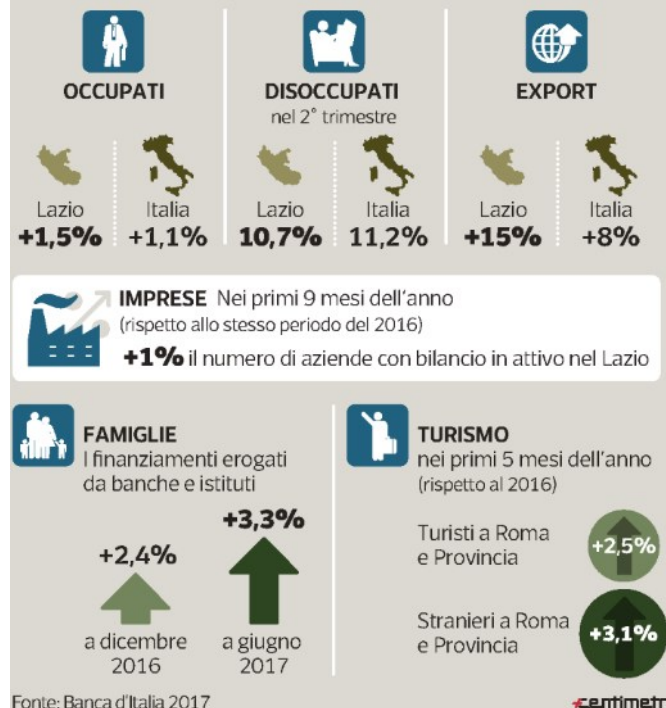 OCCUPATI
Lazio
+1,5%
Italia
+1,1%
DISOCCUPATI
nel 2° trimestre
Lazio
10,7%
Italia
11,2%
EXPORT
Lazio
+15%
Italia
+8%
IMPRESE Nei primi 9 mesi dell'anno
(rispetto allo stesso periodo del 2016)
+1% il numero di aziende con bilancio in attivo nel Lazio
FAMIGLIE
I finanziamenti erogati
da banche e istituti
+2,4%
a dicembre
2016
+3,3%
a giugno
2017
TURISMO
nei primi 5 mesi dell'anno
(rispetto al 2016)
Turisti a Roma
e Provincia
+2,5%
Stranieri a Roma
e Provincia
+3,1%
Fonte: Banca d'Italia 2017
centimetr